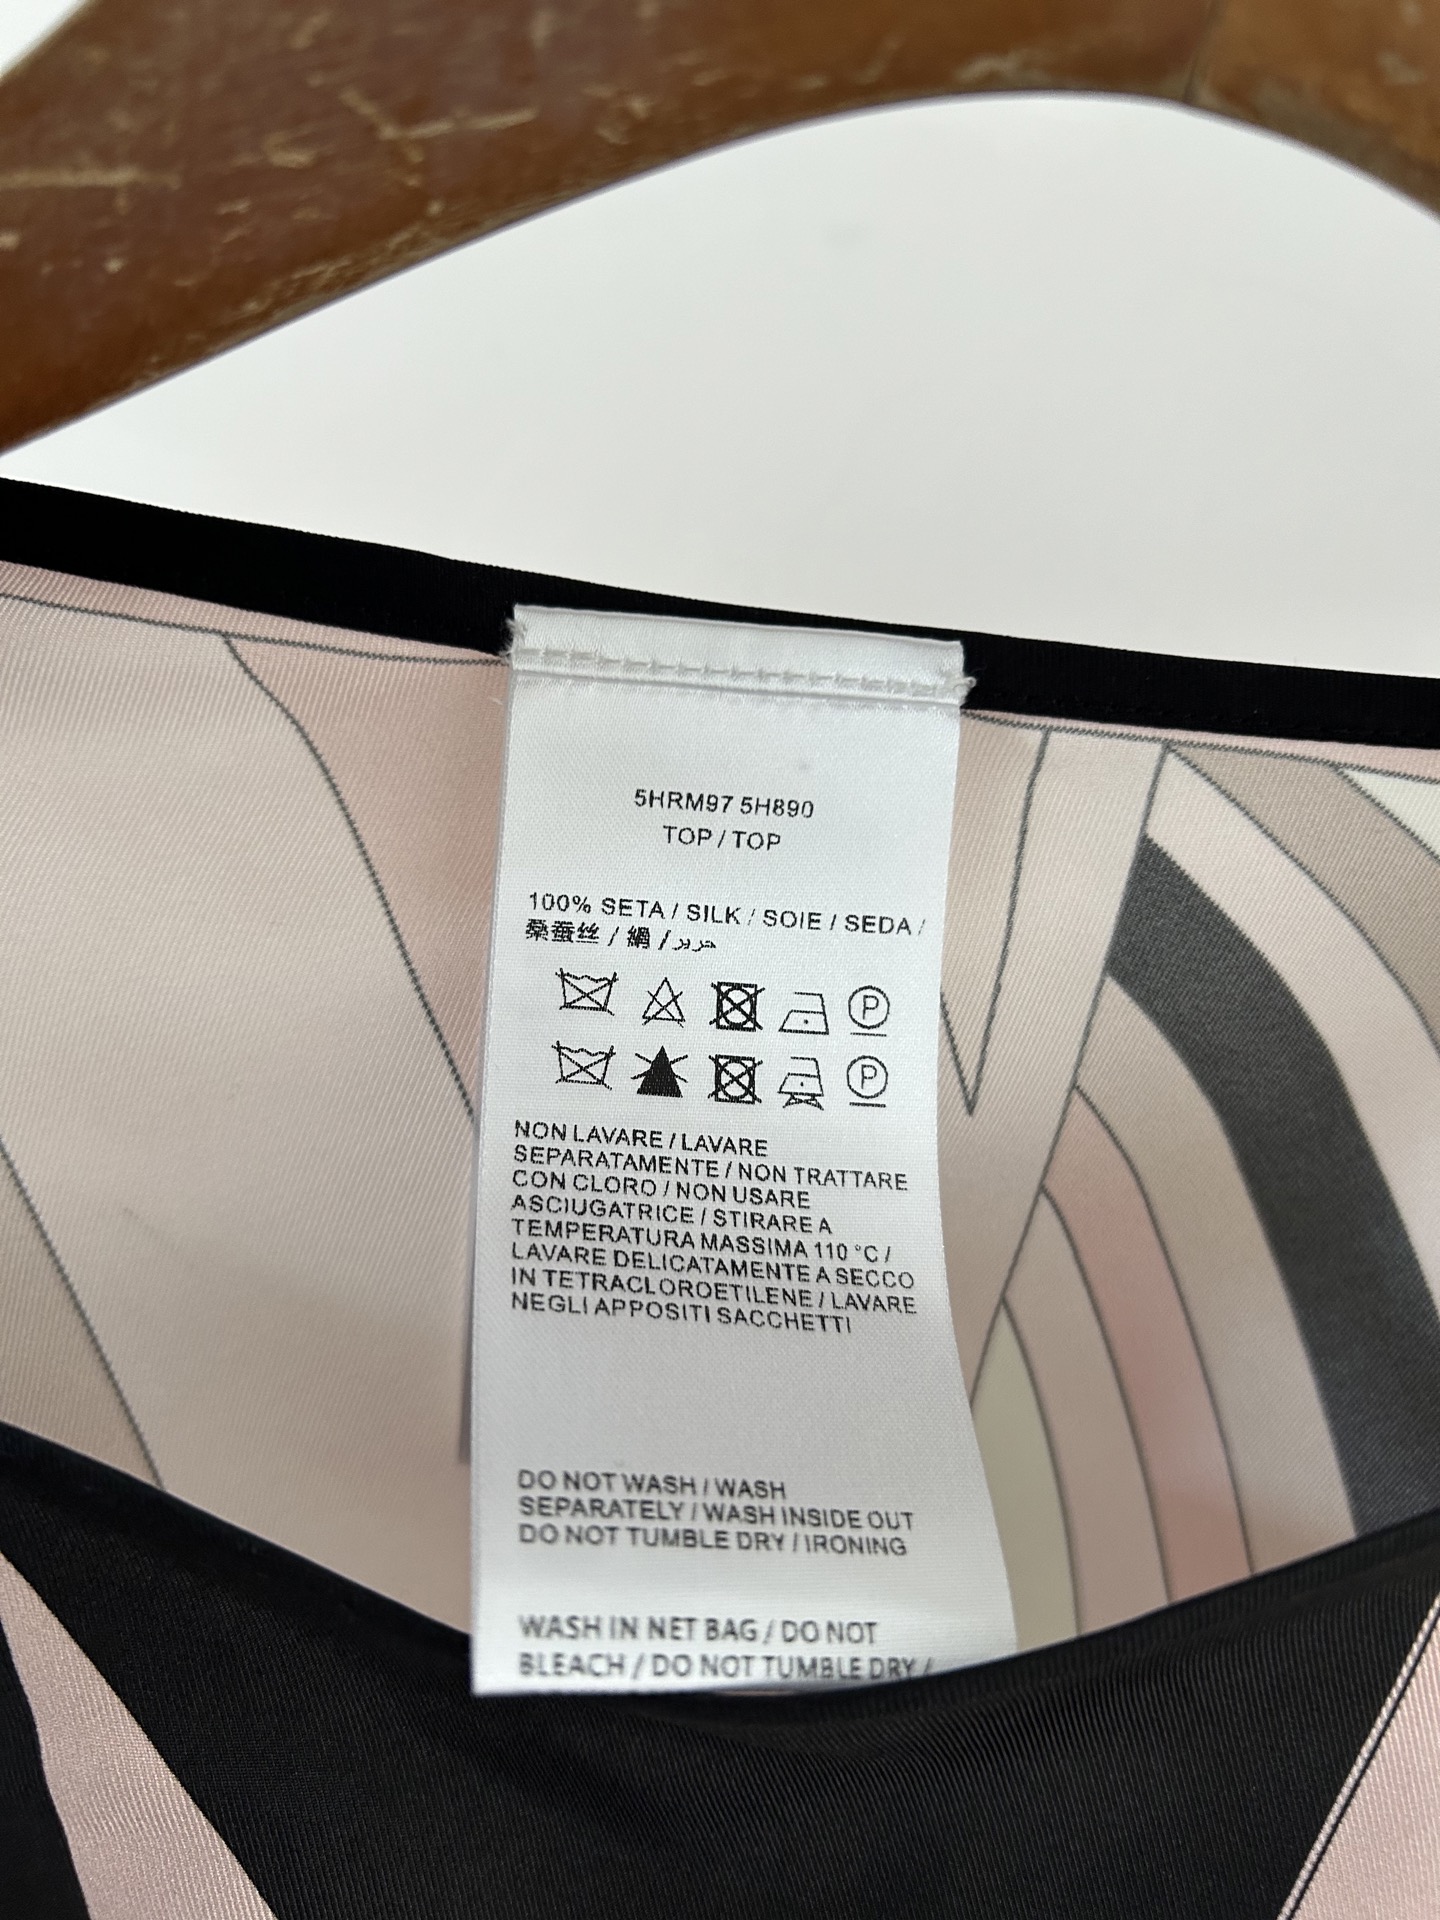 5HRM97 5H890
TOP / TOP
100% SETA / SILK / SOIE / SEDA /
桑蚕丝 / 絹 / حرير
P
P
NON LAVARE / LAVARE
SEPARATAMENTE / NON TRATTARE
CON CLORO / NON USARE
ASCIUGATRICE / STIRARE A
TEMPERATURA MASSIMA 110 °C /
LAVARE DELICATAMENTE A SECCO
IN TETRACLOROETILENE / LAVARE
NEGLI APPOSITI SACCHETTI
DO NOT WASH / WASH
SEPARATELY / WASH INSIDE OUT
DO NOT TUMBLE DRY / IRONING
WASH IN NET BAG / DO NOT
BLEACH / DO NOT TUMBLE DRY /